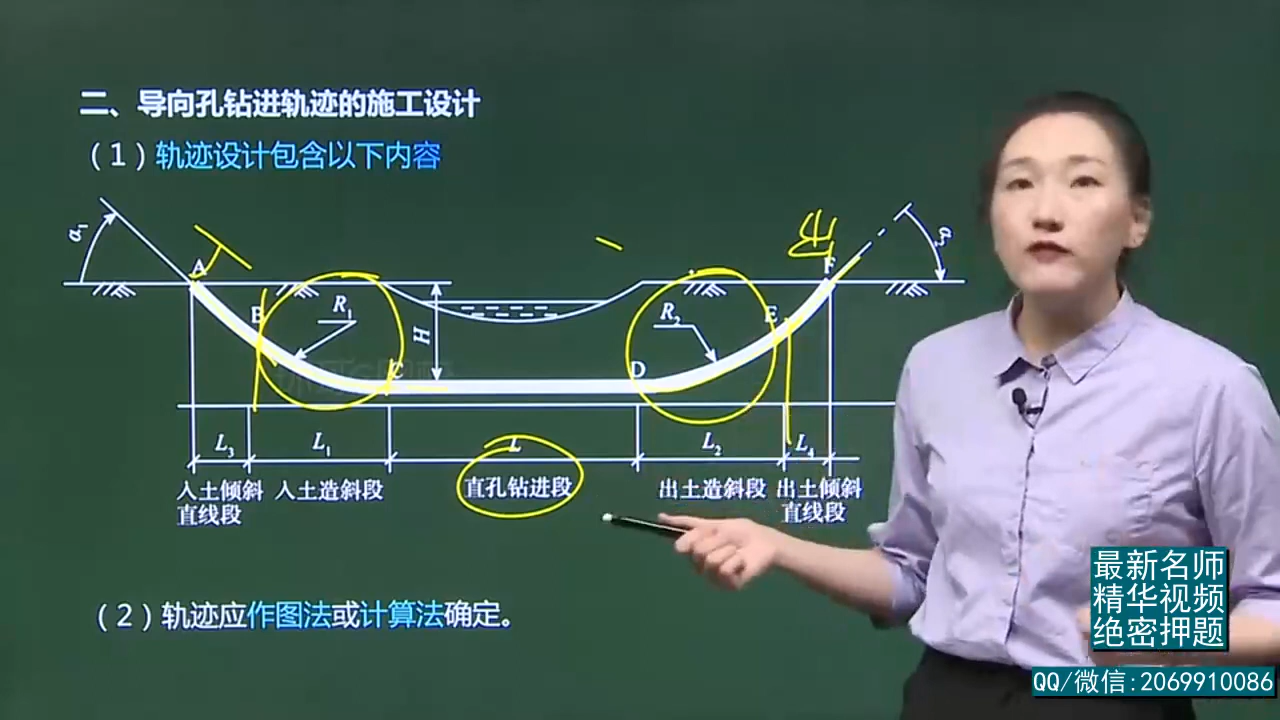 二、导向孔钻进轨迹的施工设计
（1）轨迹设计包含以下内容
α₁
A
B
R₁
C
H
D
R₂
E
出
F
α₂
L₃
L₁
L
L₂
L₄
入土倾斜
直线段
入土造斜段
直孔钻进段
出土造斜段
出土倾斜
直线段
（2）轨迹应作图法或计算法确定。
最新名师
精华视频
绝密押题
QQ/微信:2069910086